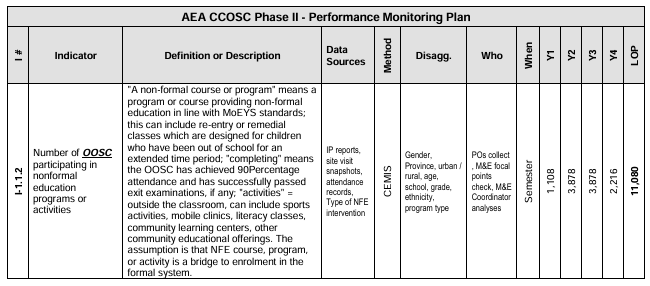 AEA CCOSC Phase II - Performance Monitoring Plan
I #
Indicator
Definition or Description
Data
Sources
Method
Disagg.
Who
When
Y1
Y2
Y3
Y4
LOP
I-1.1.2
Number of OOSC
participating in
nonformal
education
programs or
activities
"A non-formal course or program" means a
program or course providing non-formal
education in line with MoEYS standards;
this can include re-entry or remedial
classes which are designed for children
who have been out of school for an
extended time period; "completing" means
the OOSC has achieved 90Percentage
attendance and has successfully passed
exit examinations, if any; "activities" =
outside the classroom, can include sports
activities, mobile clinics, literacy classes,
community learning centers, other
community educational offerings. The
assumption is that NFE course, program,
or activity is a bridge to enrolment in the
formal system.
IP reports,
site visit
snapshots,
attendance
records,
Type of NFE
intervention
CEMIS
Gender,
Province, urban /
rural, age,
school, grade,
ethnicity,
program type
POs collect
, M&E focal
points
check, M&E
Coordinator
analyses
Semester
1,108
3,878
3,878
2,216
11,080